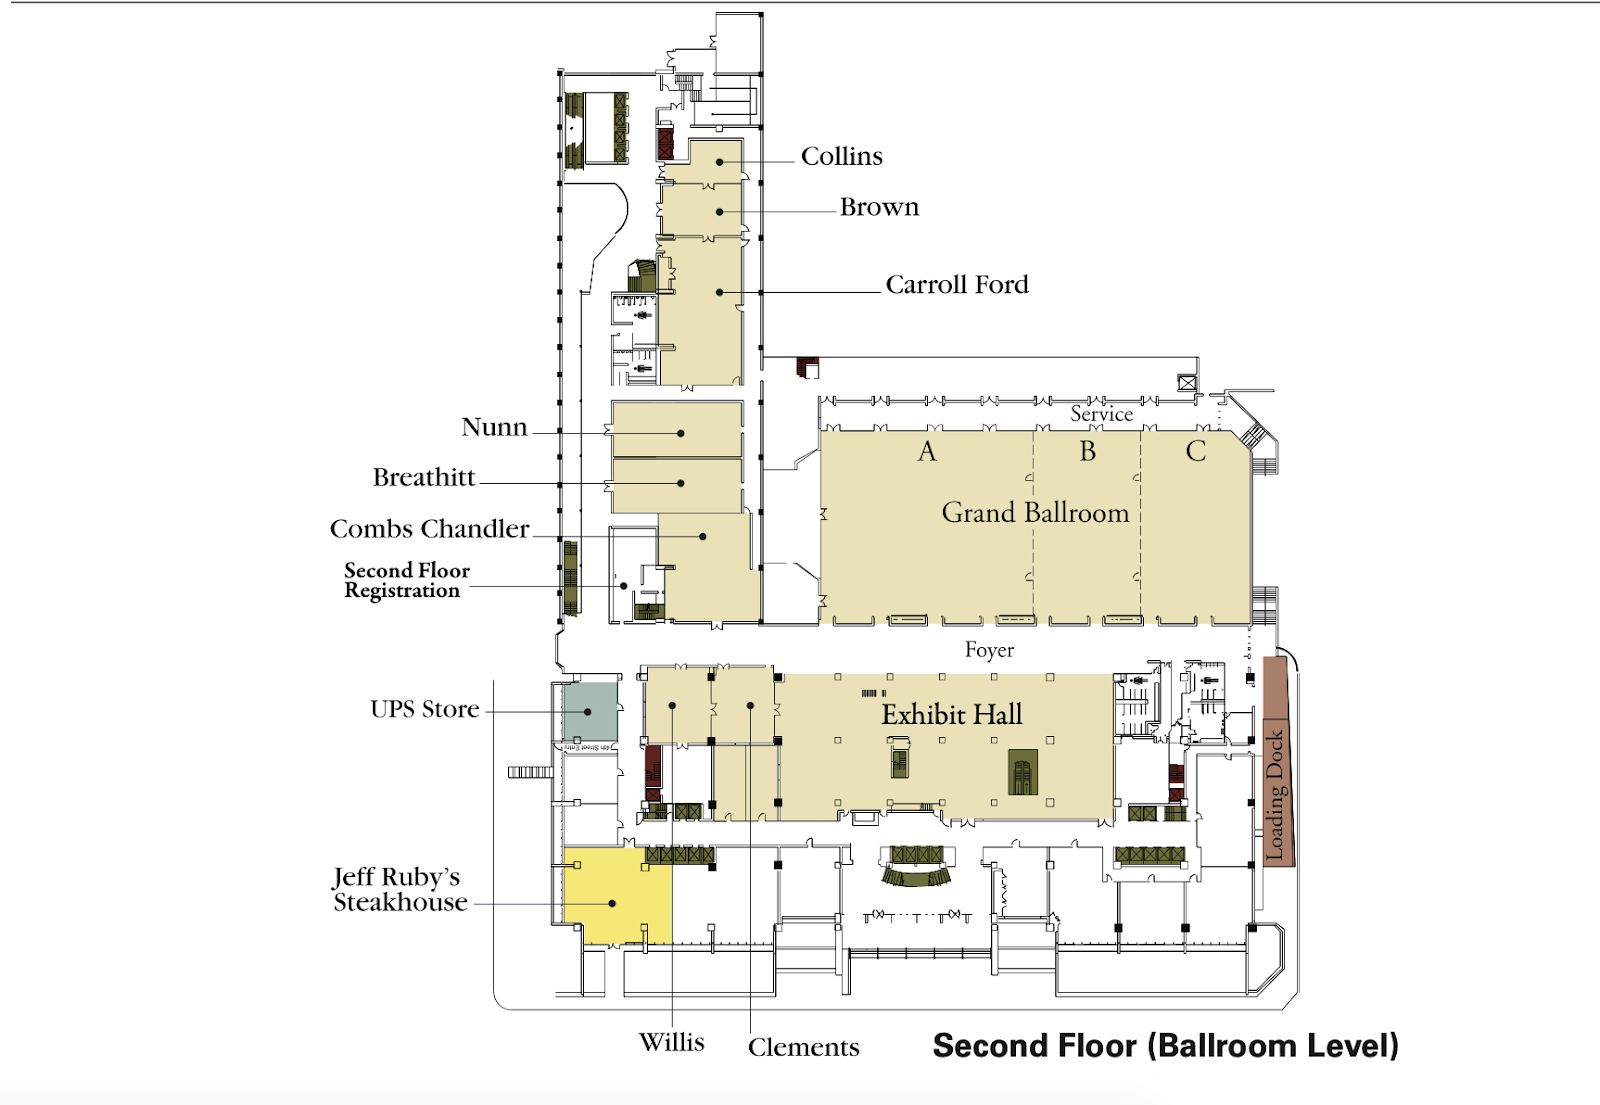 Collins
Brown
Carroll Ford
Service
Nunn
A
B
C
Breathitt
Grand Ballroom
Combs Chandler
Second Floor
Registration
Foyer
UPS Store
Exhibit Hall
4th Street Entry
Loading Dock
Jeff Ruby's
Steakhouse
Willis
Clements
Second Floor (Ballroom Level)